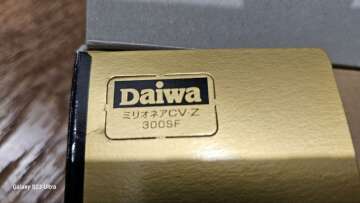 Daiwa
ミリオネアCV-Z
300SF
Galaxy S22 Ultra